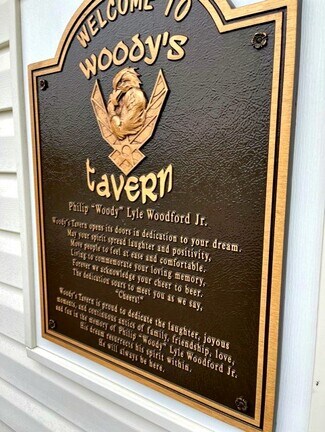 WELCOME TO
WOODY'S
TAVERN
Philip "Woody" Lyle Woodford Jr.
Woody's Tavern opens its doors in dedication to your dream.
May your spirit spread laughter and positivity,
Move people to feel at ease and comfortable.
Living to commemorate your loving memory,
Forever we acknowledge your cheer to beer.
The dedication soars to meet you as we say,
"Cheers!"
Woody's Tavern is proud to dedicate the laughter, joyous
moments, and continuous antics of family, friendship, love,
and fun in the memory of Philip "Woody" Lyle Woodford Jr.
His dream, resurrects his spirit within.
He will always be here.